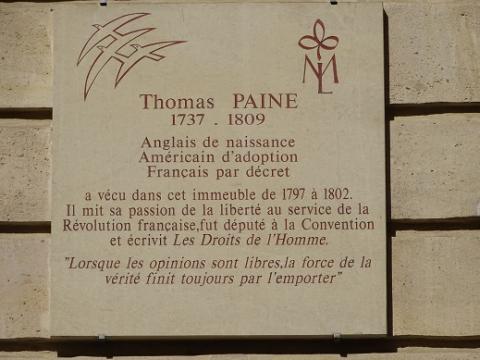 NLM
Thomas PAINE
1737 . 1809
Anglais de naissance
Américain d'adoption
Français par décret
a vécu dans cet immeuble de 1797 à 1802.
Il mit sa passion de la liberté au service de la
Révolution française,fut député à la Convention
et écrivit Les Droits de l'Homme.
"Lorsque les opinions sont libres,la force de la
vérité finit toujours par l'emporter"